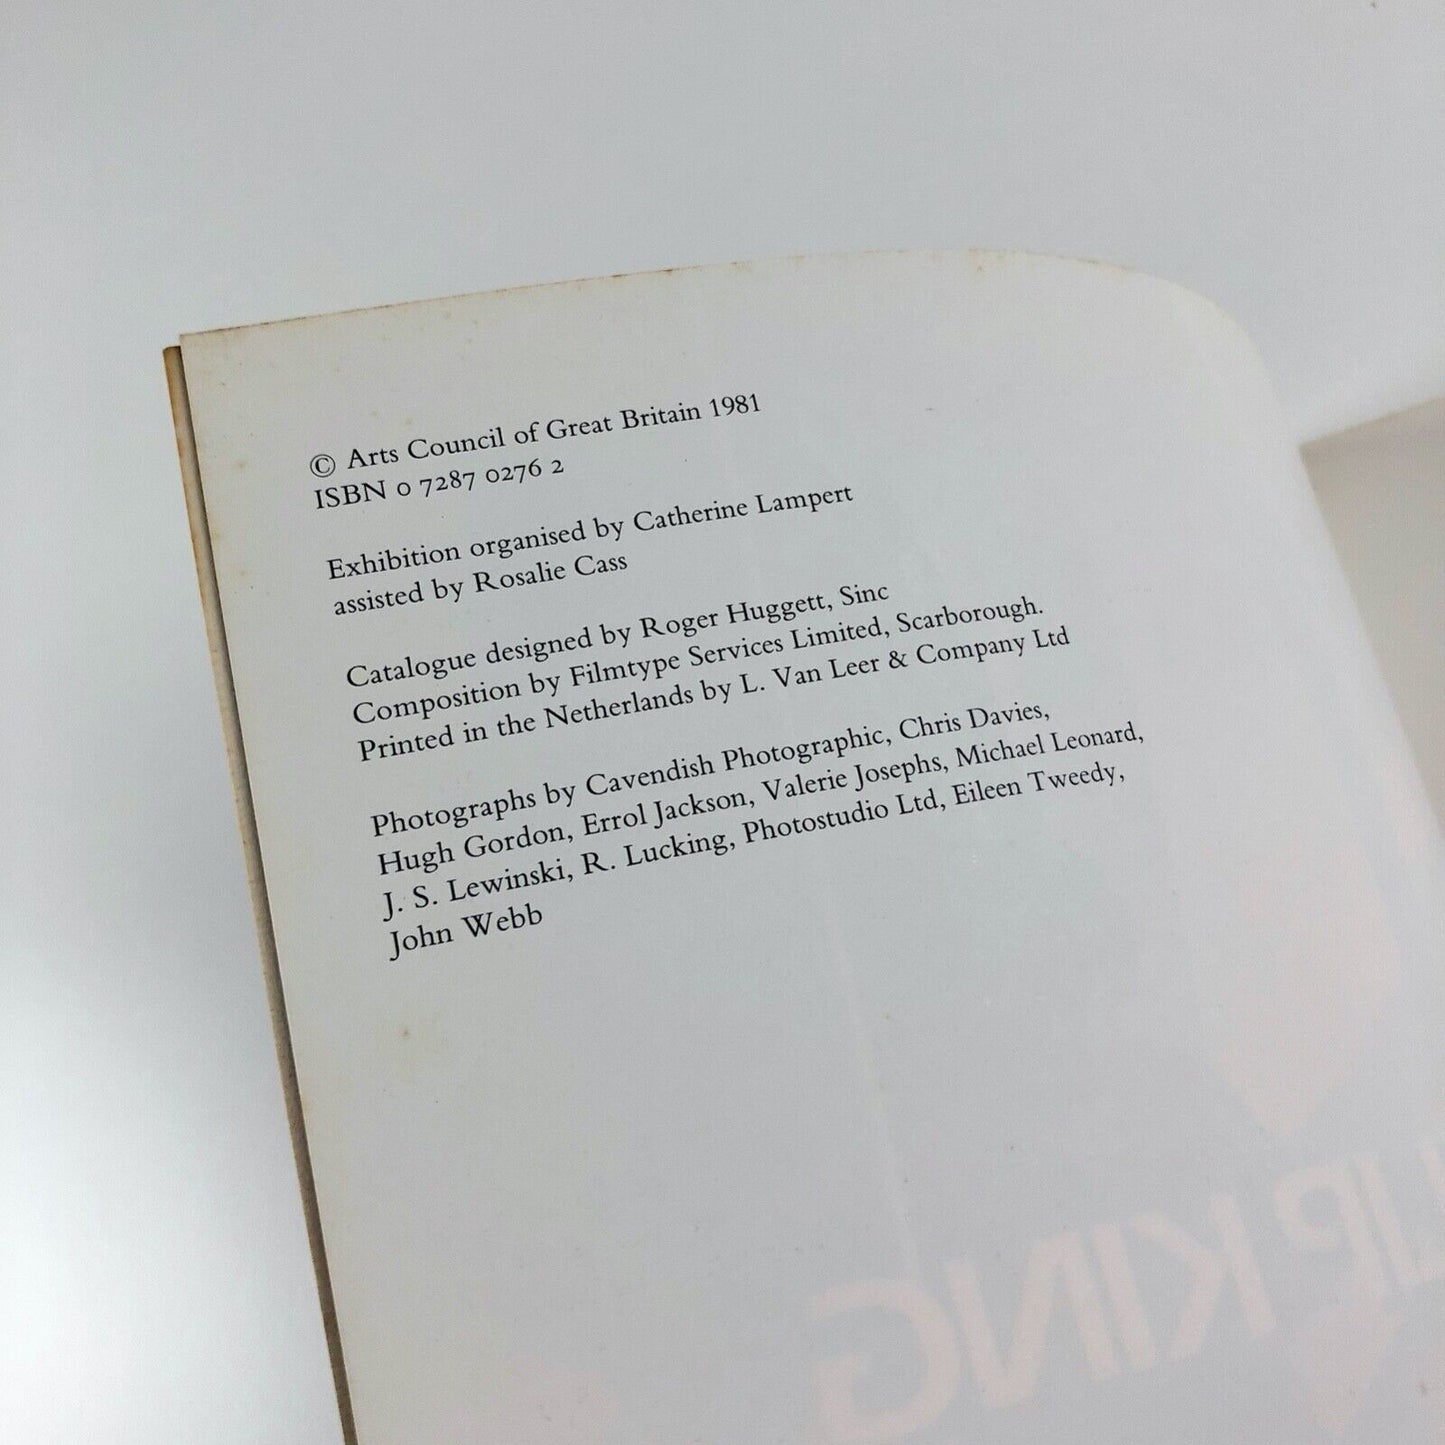 © Arts Council of Great Britain 1981
ISBN 0 7287 0276 2
Exhibition organised by Catherine Lampert
assisted by Rosalie Cass
Catalogue designed by Roger Huggett, Sinc
Composition by Filmtype Services Limited, Scarborough.
Printed in the Netherlands by L. Van Leer & Company Ltd
Photographs by Cavendish Photographic, Chris Davies,
Hugh Gordon, Errol Jackson, Valerie Josephs, Michael Leonard,
J. S. Lewinski, R. Lucking, Photostudio Ltd, Eileen Tweedy,
John Webb
LIP KING